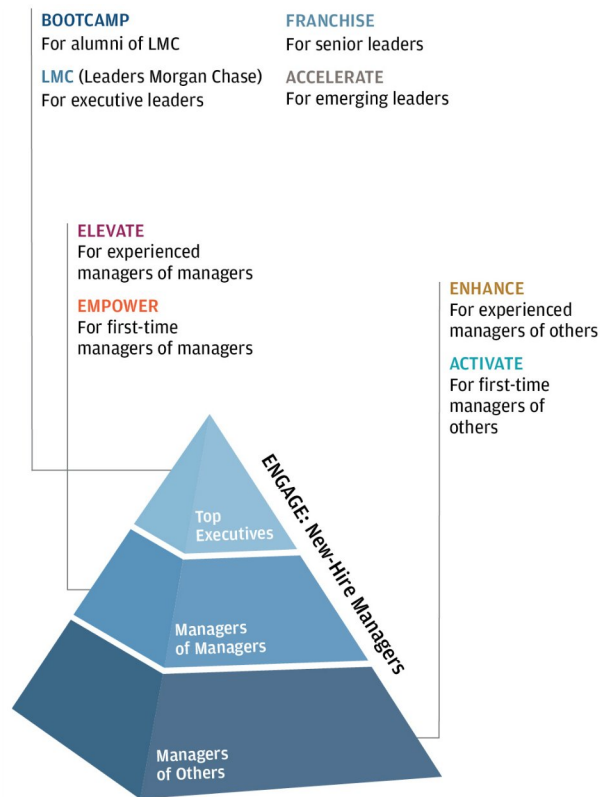 BOOTCAMP
For alumni of LMC
LMC (Leaders Morgan Chase)
For executive leaders
FRANCHISE
For senior leaders
ACCELERATE
For emerging leaders
ELEVATE
For experienced
managers of managers
EMPOWER
For first-time
managers of managers
ENHANCE
For experienced
managers of others
ACTIVATE
For first-time
managers of
others
ENGAGE: New-Hire Managers
Top
Executives
Managers
of Managers
Managers
of Others